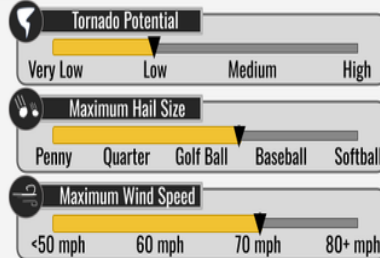 Tornado Potential
Very Low Low Medium High
Maximum Hail Size
Penny Quarter Golf Ball Baseball Softball
Maximum Wind Speed
<50 mph 60 mph 70 mph 80+ mph